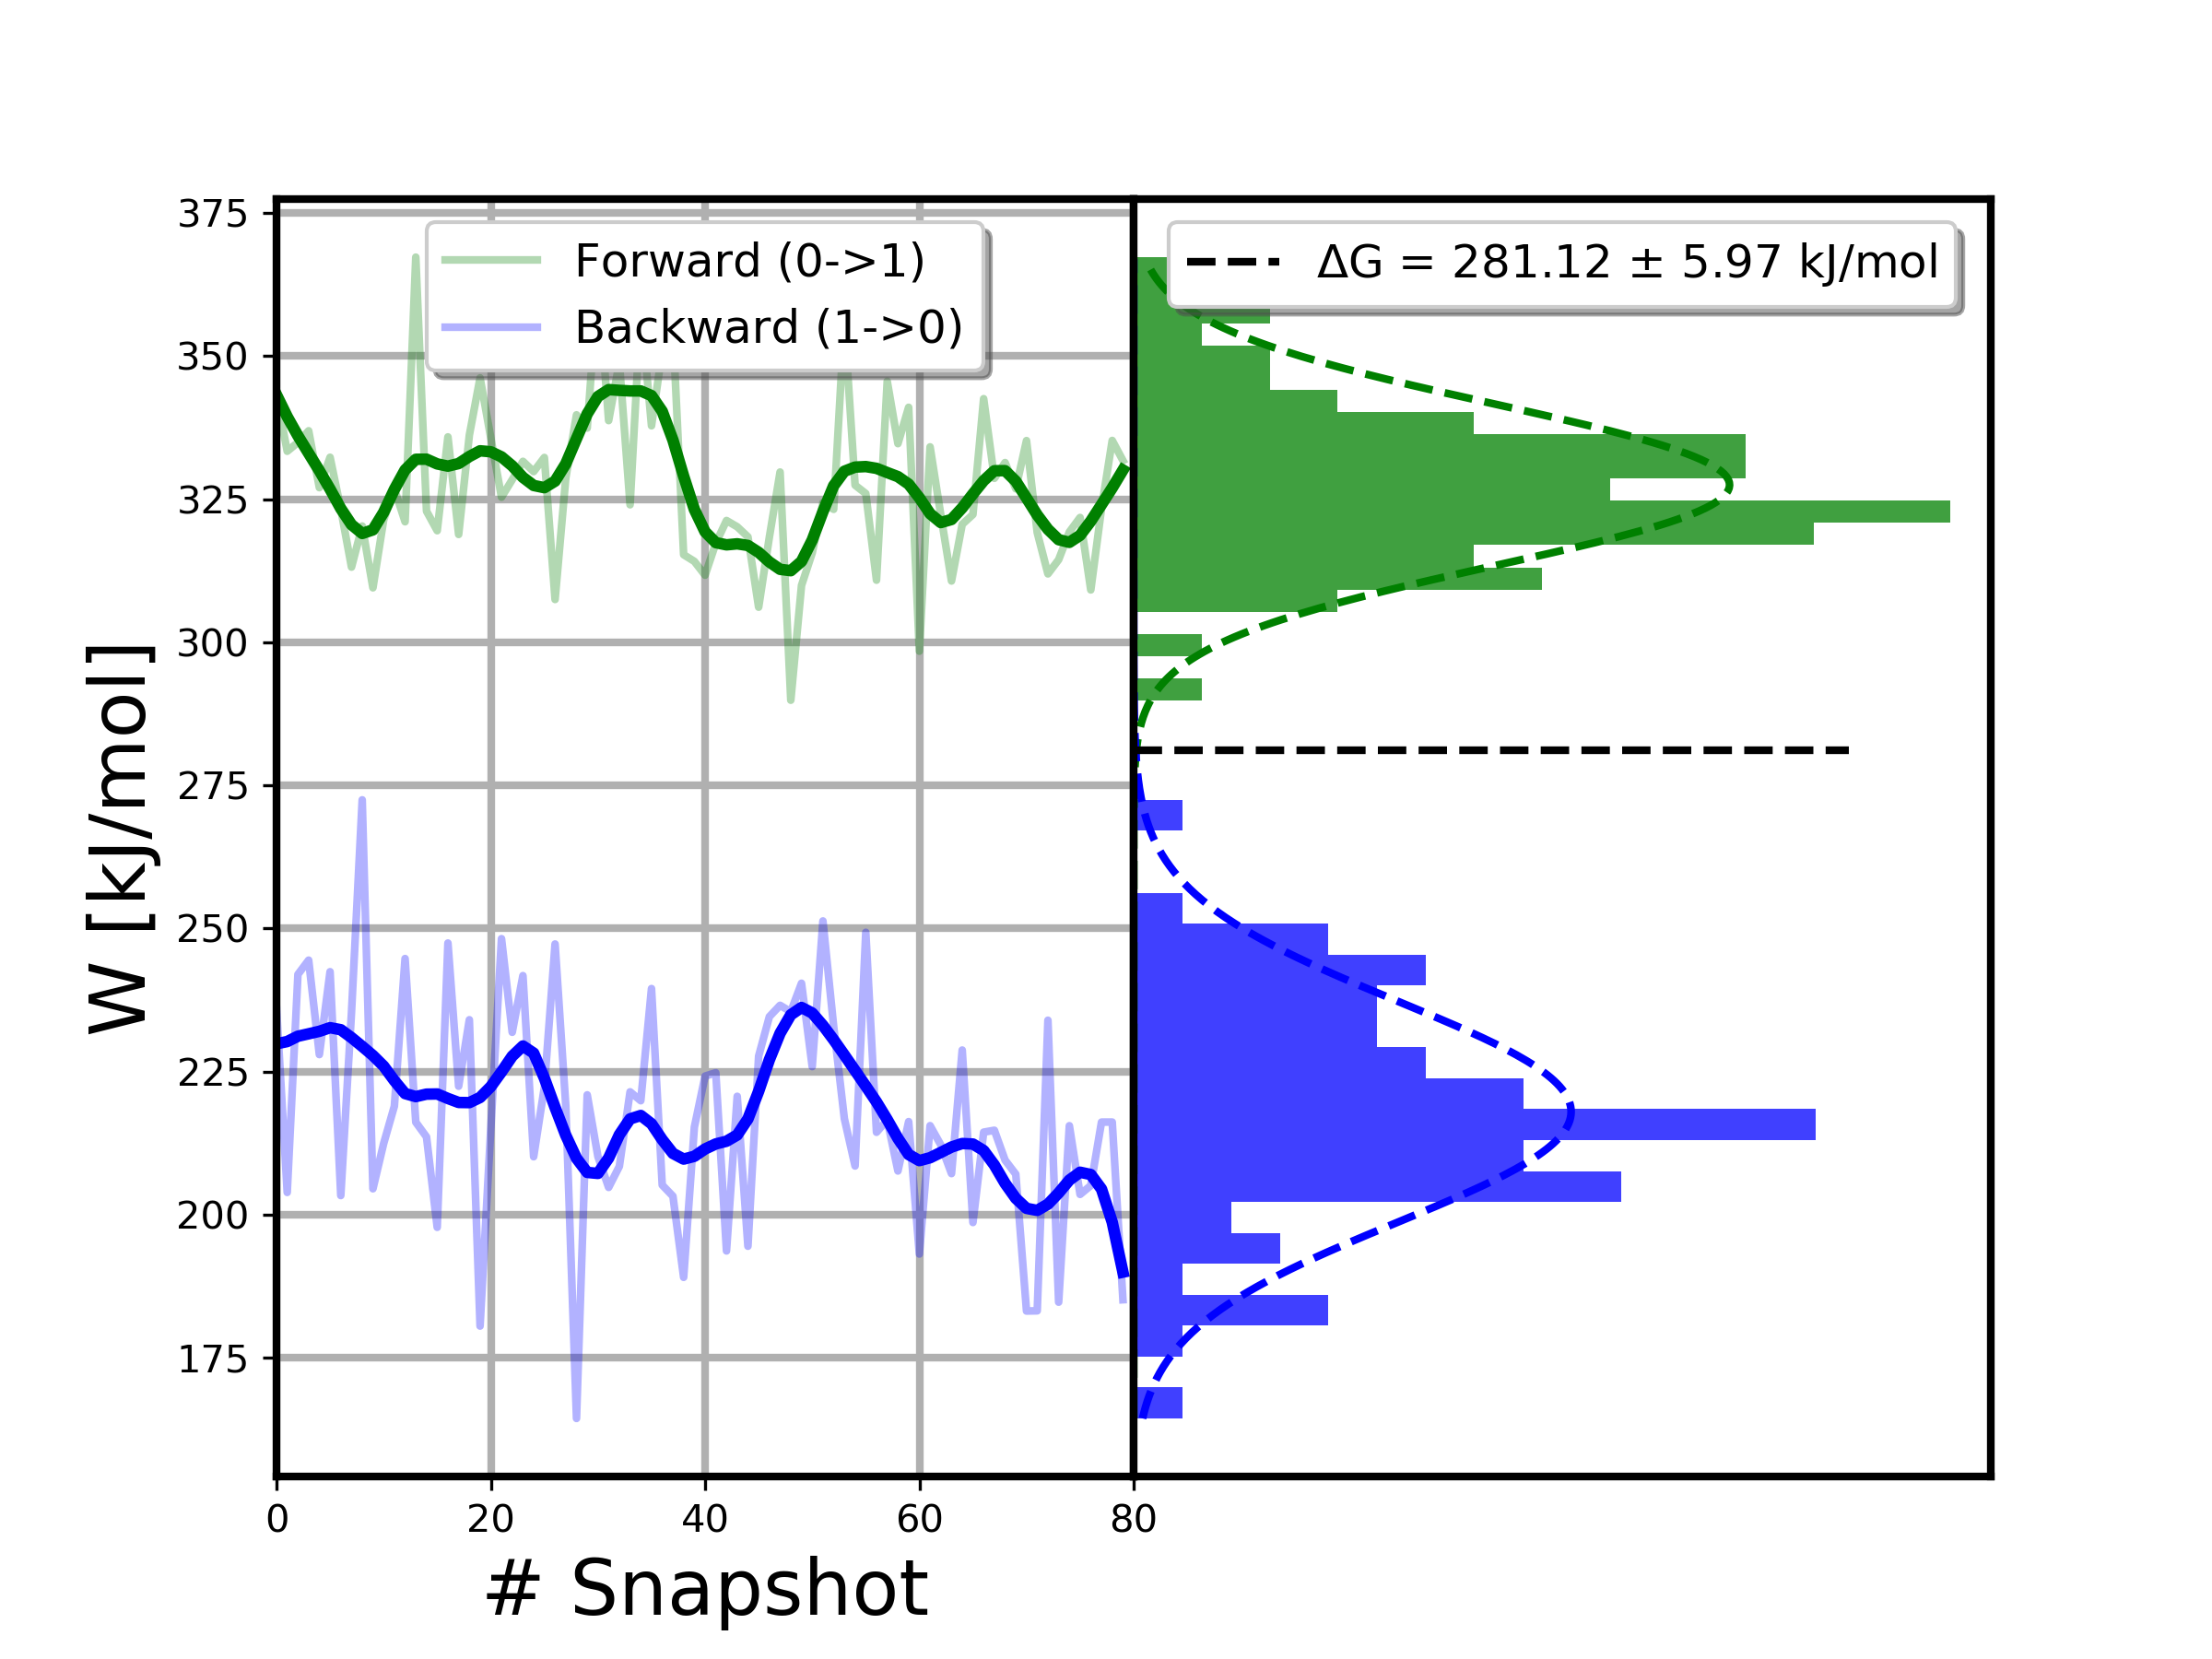 375
350
325
300
275
250
225
200
175
W [kJ/mol]
Forward (0->1)
Backward (1->0)
ΔG = 281.12 ± 5.97 kJ/mol
0 20 40 60 80
# Snapshot